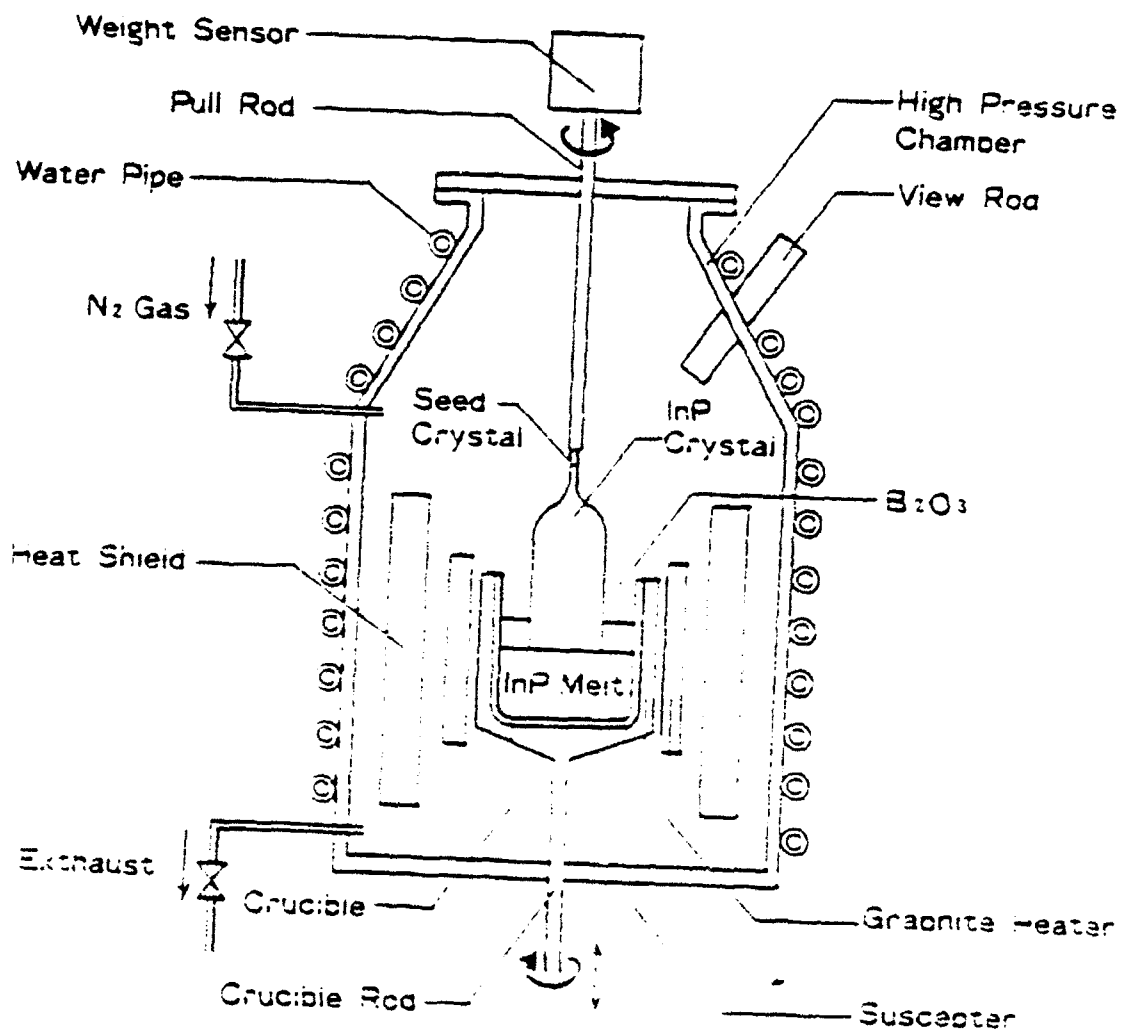 Weight Sensor
Pull Rod
High Pressure
Chamber
Water Pipe
View Rod
N₂ Gas
Seed
Crystal
InP
Crystal
B₂O₃
Heat Shield
InP Melt
Exhaust
Crucible
Graphite Heater
Crucible Rod
Suscepter